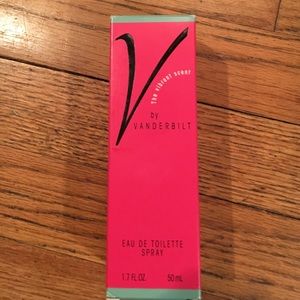 V
the vibrant scent
by
VANDERBILT
EAU DE TOILETTE
SPRAY
1.7 FL.OZ. 50 mL